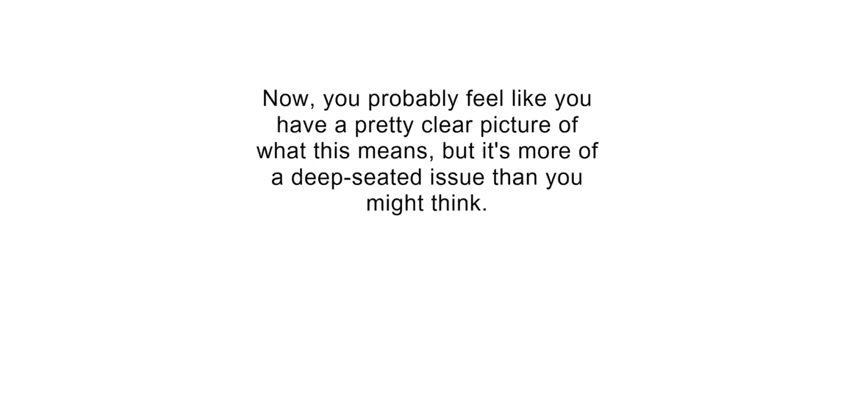 Now, you probably feel like you
have a pretty clear picture of
what this means, but it's more of
a deep-seated issue than you
might think.